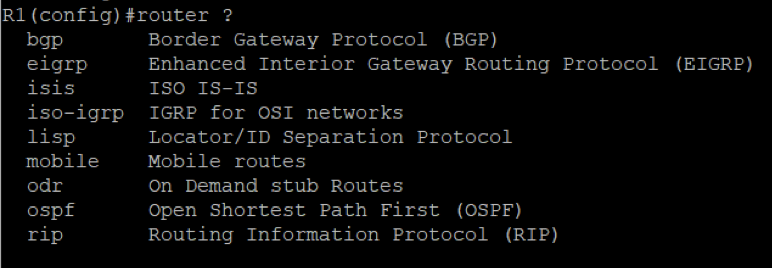 R1(config)#router ?
bgp Border Gateway Protocol (BGP)
eigrp Enhanced Interior Gateway Routing Protocol (EIGRP)
isis ISO IS-IS
iso-igrp IGRP for OSI networks
lisp Locator/ID Separation Protocol
mobile Mobile routes
odr On Demand stub Routes
ospf Open Shortest Path First (OSPF)
rip Routing Information Protocol (RIP)